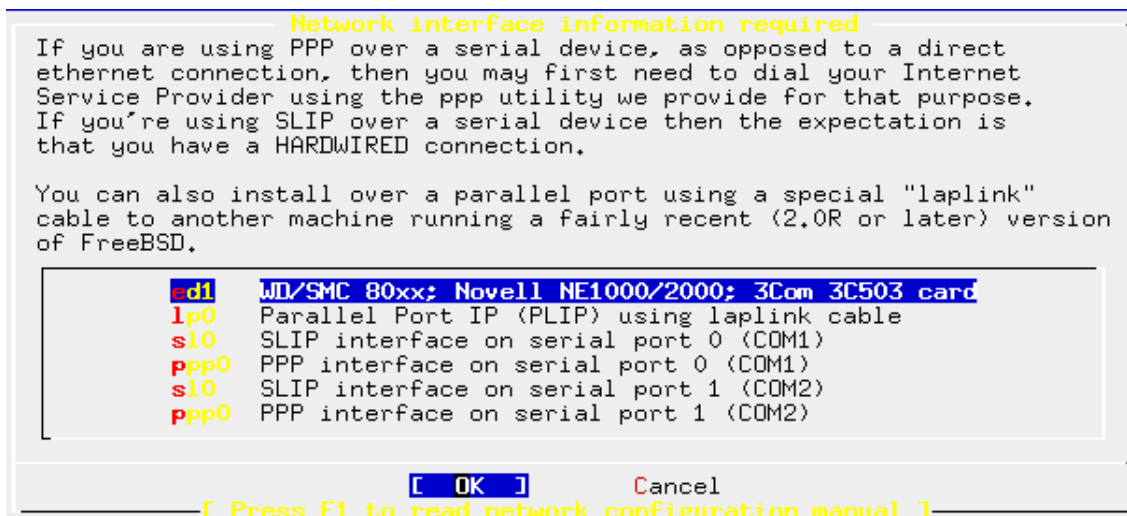 Network interface information required
If you are using PPP over a serial device, as opposed to a direct
ethernet connection, then you may first need to dial your Internet
Service Provider using the ppp utility we provide for that purpose.
If you're using SLIP over a serial device then the expectation is
that you have a HARDWIRED connection.
You can also install over a parallel port using a special "laplink"
cable to another machine running a fairly recent (2.0R or later) version
of FreeBSD.
ed1 WD/SMC 80xx; Novell NE1000/2000; 3Com 3C503 card
lp0 Parallel Port IP (PLIP) using laplink cable
sl0 SLIP interface on serial port 0 (COM1)
ppp0 PPP interface on serial port 0 (COM1)
sl0 SLIP interface on serial port 1 (COM2)
ppp0 PPP interface on serial port 1 (COM2)
[ OK ] Cancel
[ Press F1 to read network configuration manual ]